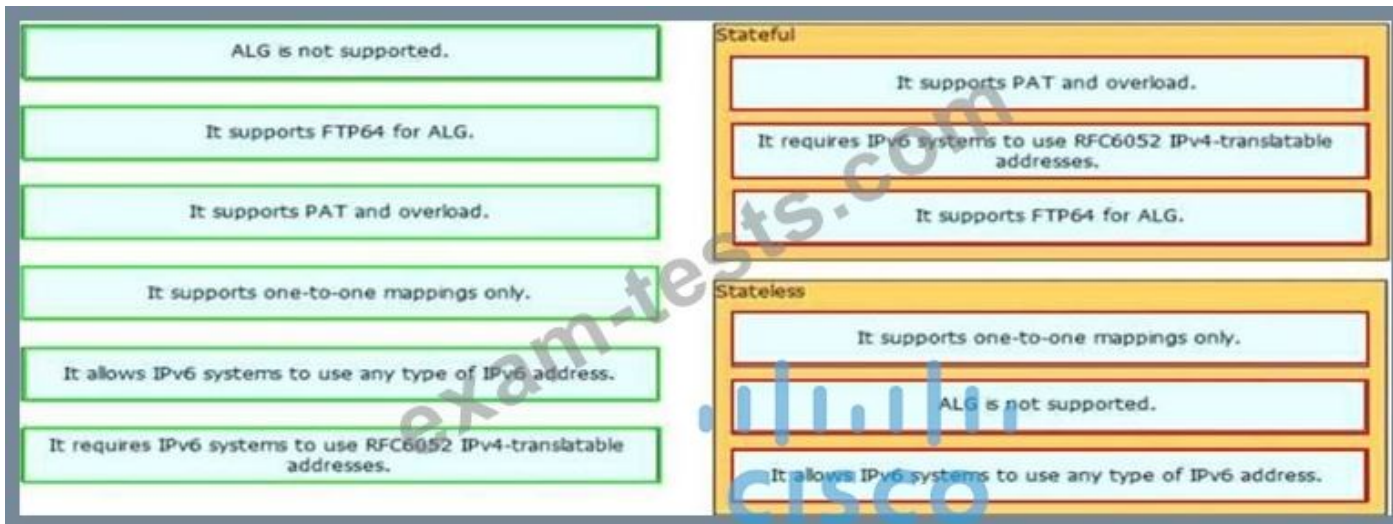 ALG is not supported.
It supports FTP64 for ALG.
It supports PAT and overload.
It supports one-to-one mappings only.
It allows IPv6 systems to use any type of IPv6 address.
It requires IPv6 systems to use RFC6052 IPv4-translatable
addresses.
Stateful
It supports PAT and overload.
It requires IPv6 systems to use RFC6052 IPv4-translatable
addresses.
It supports FTP64 for ALG.
Stateless
It supports one-to-one mappings only.
ALG is not supported.
It allows IPv6 systems to use any type of IPv6 address.
exam-tests.com
CISCO